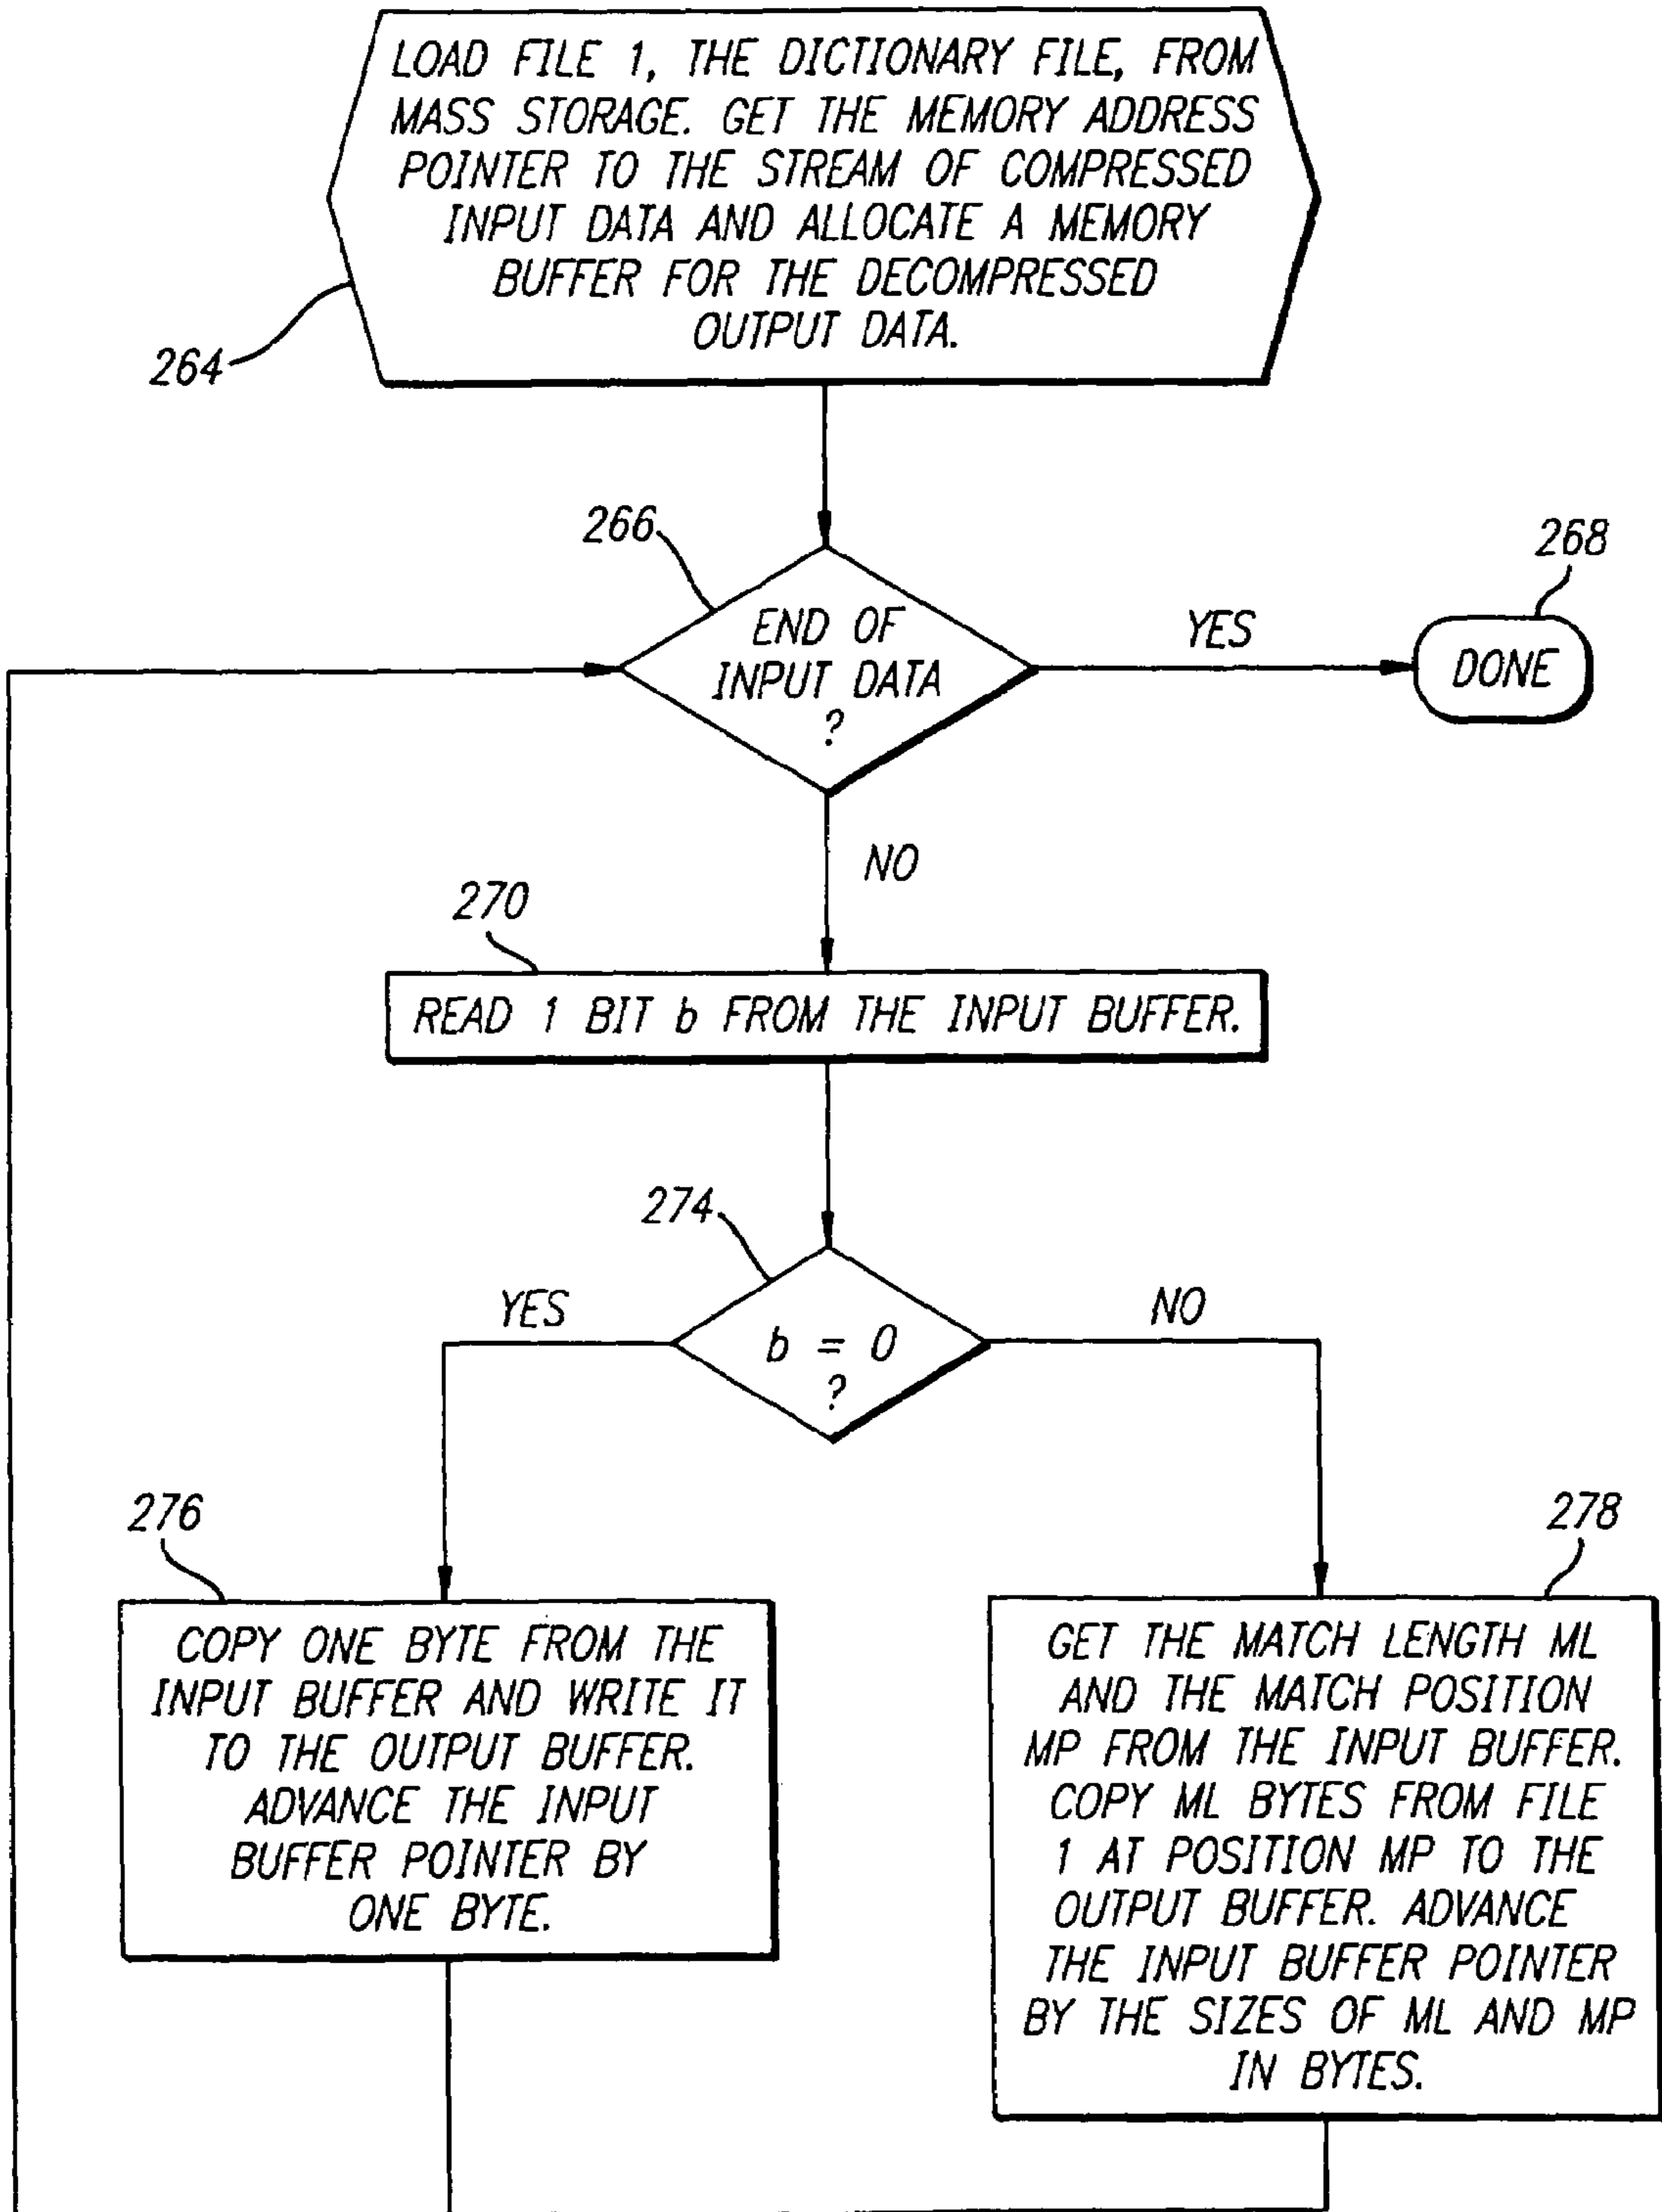 LOAD FILE 1, THE DICTIONARY FILE, FROM
MASS STORAGE. GET THE MEMORY ADDRESS
POINTER TO THE STREAM OF COMPRESSED
INPUT DATA AND ALLOCATE A MEMORY
BUFFER FOR THE DECOMPRESSED
OUTPUT DATA.
264
266
268
END OF
INPUT DATA
?
YES
DONE
NO
270
READ 1 BIT b FROM THE INPUT BUFFER.
274
YES
b = 0
?
NO
276
COPY ONE BYTE FROM THE
INPUT BUFFER AND WRITE IT
TO THE OUTPUT BUFFER.
ADVANCE THE INPUT
BUFFER POINTER BY
ONE BYTE.
278
GET THE MATCH LENGTH ML
AND THE MATCH POSITION
MP FROM THE INPUT BUFFER.
COPY ML BYTES FROM FILE
1 AT POSITION MP TO THE
OUTPUT BUFFER. ADVANCE
THE INPUT BUFFER POINTER
BY THE SIZES OF ML AND MP
IN BYTES.